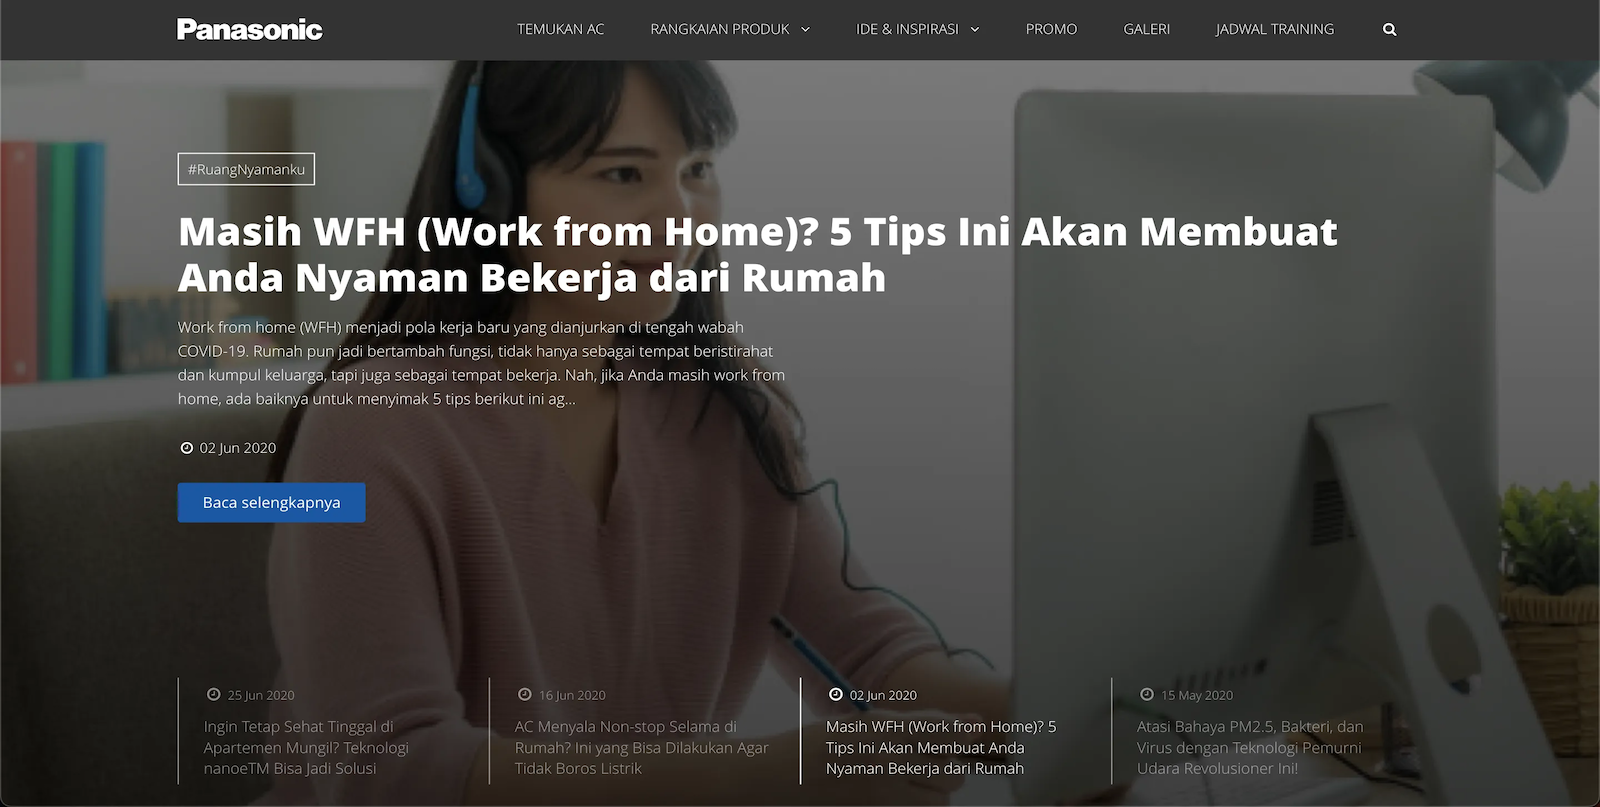 Panasonic
TEMUKAN AC
RANGKAIAN PRODUK
IDE & INSPIRASI
PROMO
GALERI
JADWAL TRAINING
#RuangNyamanku
Masih WFH (Work from Home)? 5 Tips Ini Akan Membuat
Anda Nyaman Bekerja dari Rumah
Work from home (WFH) menjadi pola kerja baru yang dianjurkan di tengah wabah
COVID-19. Rumah pun jadi bertambah fungsi, tidak hanya sebagai tempat beristirahat
dan kumpul keluarga, tapi juga sebagai tempat bekerja. Nah, jika Anda masih work from
home, ada baiknya untuk menyimak 5 tips berikut ini ag...
02 Jun 2020
Baca selengkapnya
25 Jun 2020
Ingin Tetap Sehat Tinggal di
Apartemen Mungil? Teknologi
nanoeTM Bisa Jadi Solusi
16 Jun 2020
AC Menyala Non-stop Selama di
Rumah? Ini yang Bisa Dilakukan Agar
Tidak Boros Listrik
02 Jun 2020
Masih WFH (Work from Home)? 5
Tips Ini Akan Membuat Anda
Nyaman Bekerja dari Rumah
15 May 2020
Atasi Bahaya PM2.5, Bakteri, dan
Virus dengan Teknologi Pemurni
Udara Revolusioner Ini!